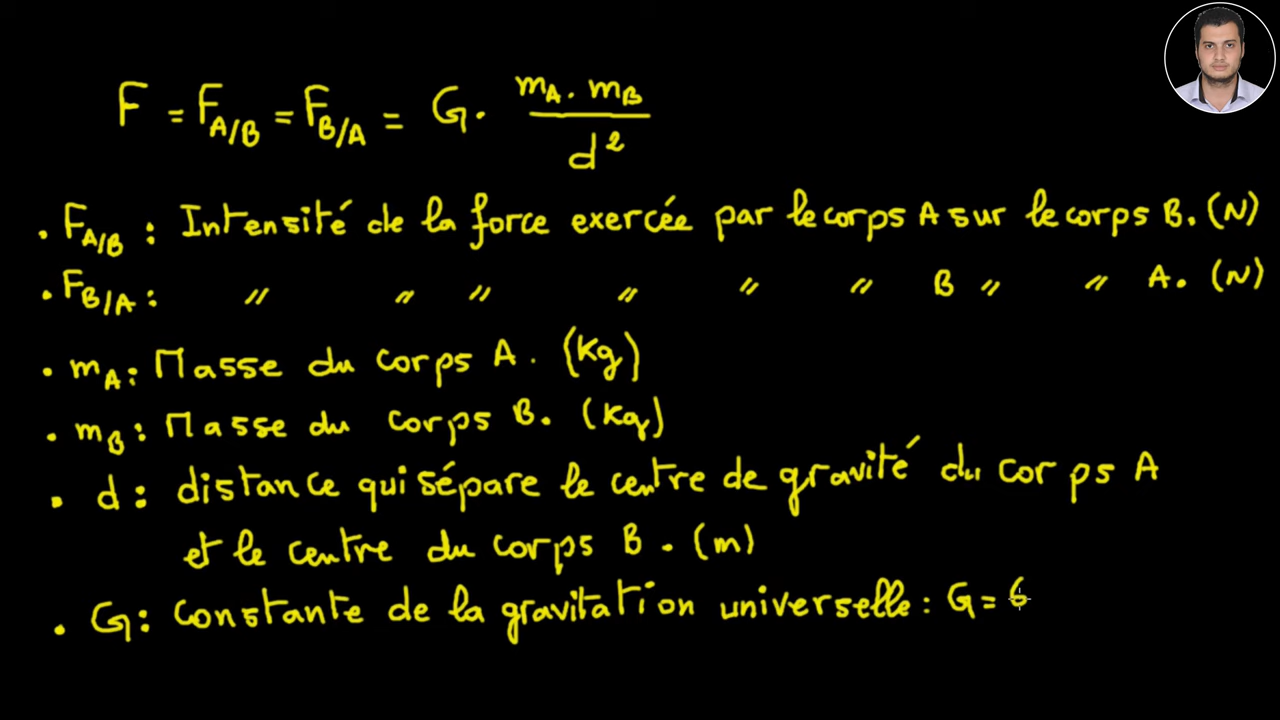 F = F_A/B = F_B/A = G. m_A . m_B / d²
. F_A/B : Intensité de la force exercée par le corps A sur le corps B. (N)
. F_B/A : " " " " " " B " " A. (N)
. m_A : Masse du corps A. (Kg)
. m_B : Masse du corps B. (Kg)
. d : distance qui sépare le centre de gravité du corps A
et le centre du corps B. (m)
. G : constante de la gravitation universelle : G = 6